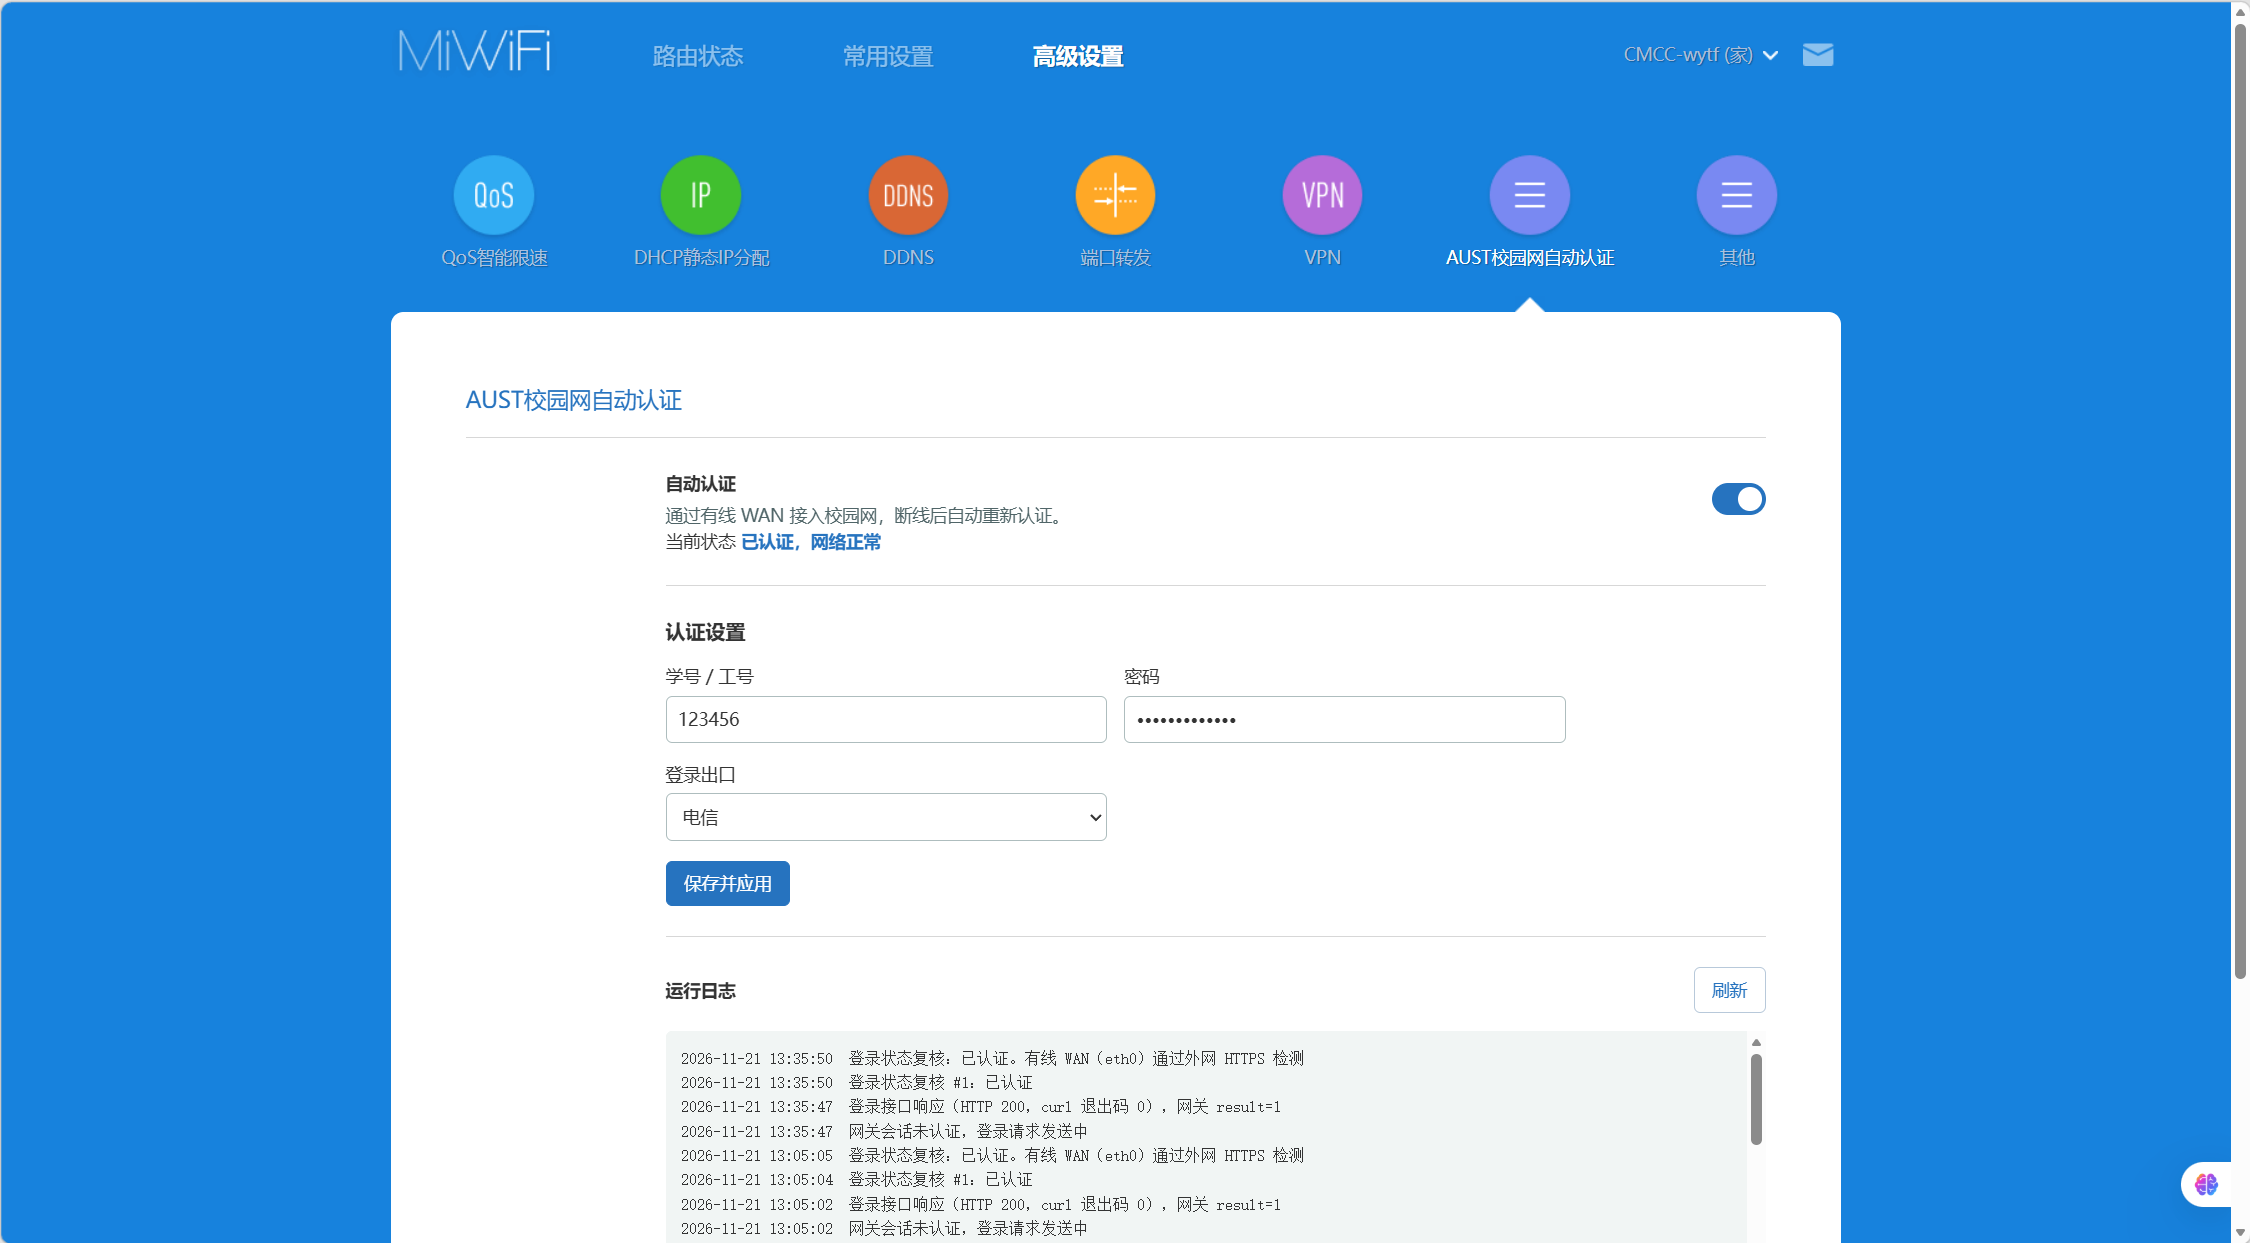 MiWiFi
路由状态
常用设置
高级设置
CMCC-wytf (家)
QoS
IP
DDNS
VPN
QoS智能限速
DHCP静态IP分配
DDNS
端口转发
VPN
AUST校园网自动认证
其他
AUST校园网自动认证
自动认证
通过有线 WAN 接入校园网，断线后自动重新认证。
当前状态 已认证，网络正常
认证设置
学号 / 工号
密码
123456
•••••••••••••
登录出口
电信
保存并应用
运行日志
刷新
2026-11-21 13:35:50 登录状态复核：已认证。有线 WAN（eth0）通过外网 HTTPS 检测
2026-11-21 13:35:50 登录状态复核 #1：已认证
2026-11-21 13:35:47 登录接口响应（HTTP 200，curl 退出码 0），网关 result=1
2026-11-21 13:35:47 网关会话未认证，登录请求发送中
2026-11-21 13:05:05 登录状态复核：已认证。有线 WAN（eth0）通过外网 HTTPS 检测
2026-11-21 13:05:04 登录状态复核 #1：已认证
2026-11-21 13:05:02 登录接口响应（HTTP 200，curl 退出码 0），网关 result=1
2026-11-21 13:05:02 网关会话未认证，登录请求发送中